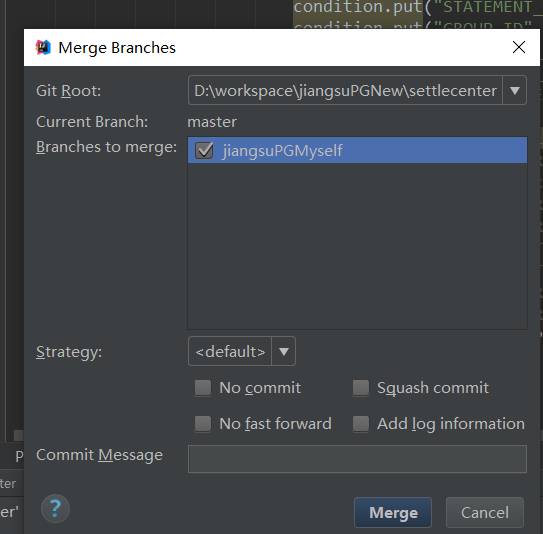 condition.put("STATEMENT_
condition.put("GROUP_ID"
Merge Branches
Git Root: D:\workspace\jiangsuPGNew\settlecenter
Current Branch: master
Branches to merge: jiangsuPGMyself
Strategy: <default>
No commit Squash commit
No fast forward Add log information
Commit Message
P
ter
er'
? Merge Cancel